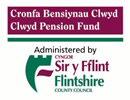 Cronfa Bensiynau Clwyd
Clwyd Pension Fund
Administered by
CYNGOR
Sir y Fflint
Flintshire
COUNTY COUNCIL